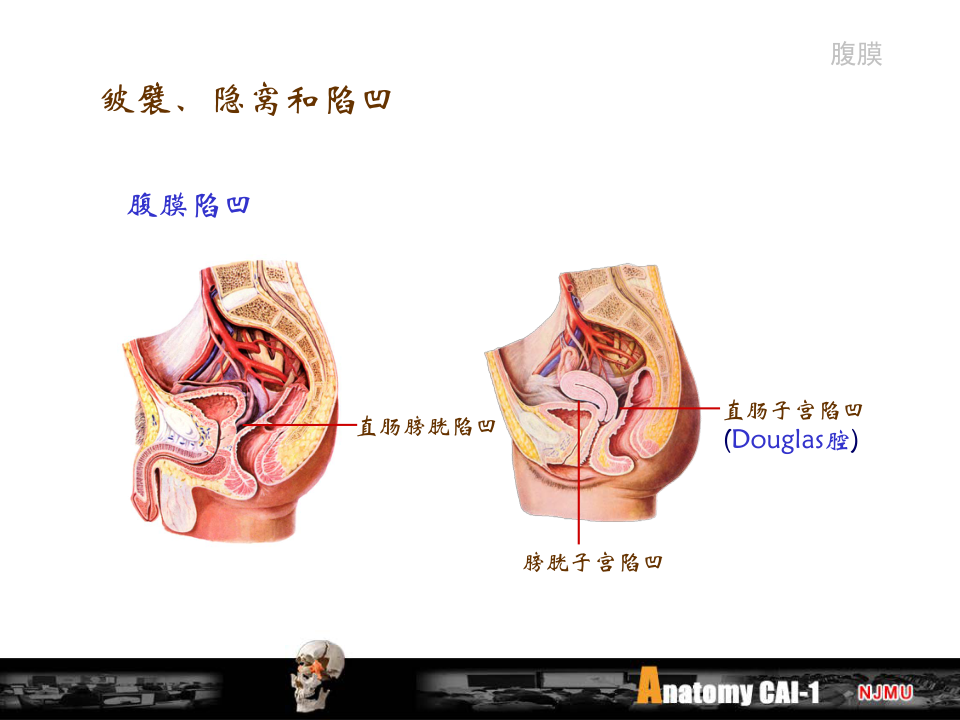 腹膜
皱襞、隐窝和陷凹
腹膜陷凹
直肠膀胱陷凹
直肠子宫陷凹
(Douglas腔)
膀胱子宫陷凹
Anatomy CAI-1
NJMU